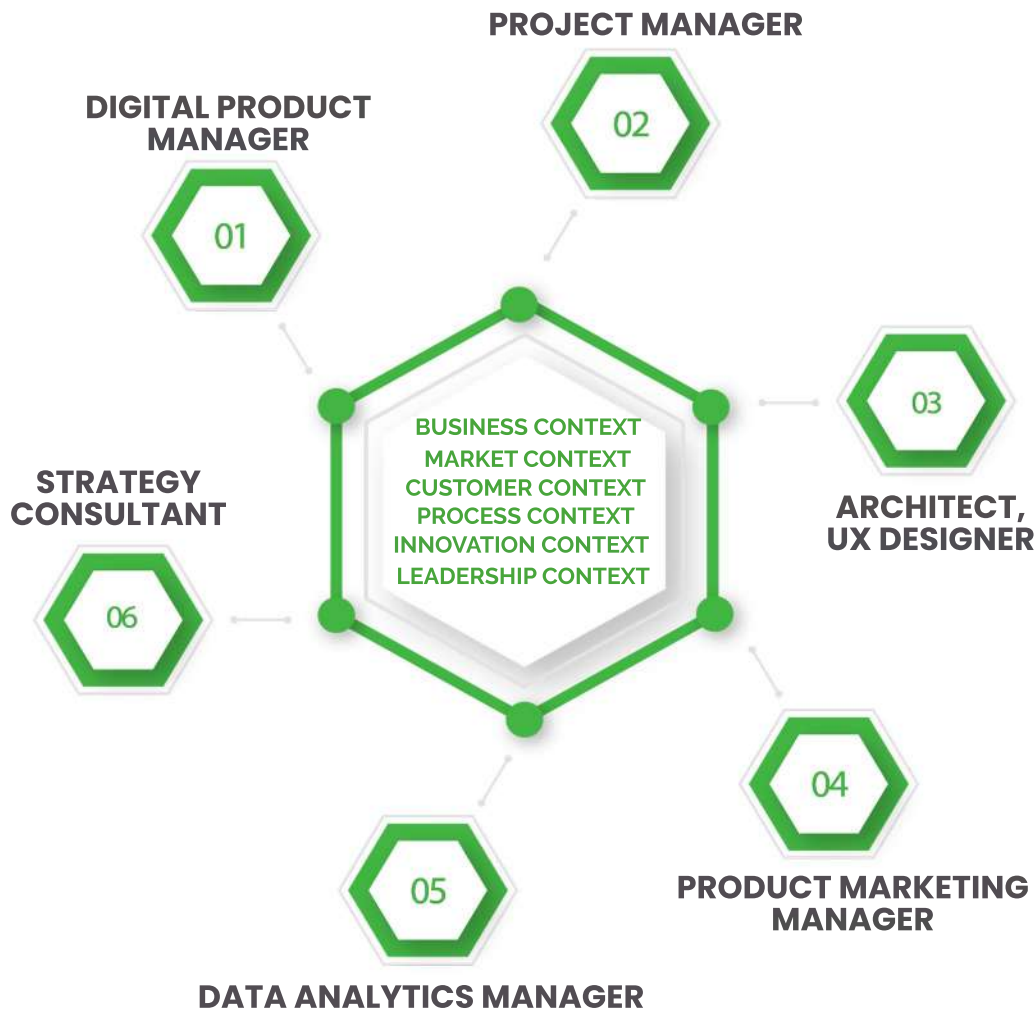 PROJECT MANAGER
02
DIGITAL PRODUCT
MANAGER
01
03
ARCHITECT,
UX DESIGNER
BUSINESS CONTEXT
MARKET CONTEXT
CUSTOMER CONTEXT
PROCESS CONTEXT
INNOVATION CONTEXT
LEADERSHIP CONTEXT
STRATEGY
CONSULTANT
06
04
PRODUCT MARKETING
MANAGER
05
DATA ANALYTICS MANAGER